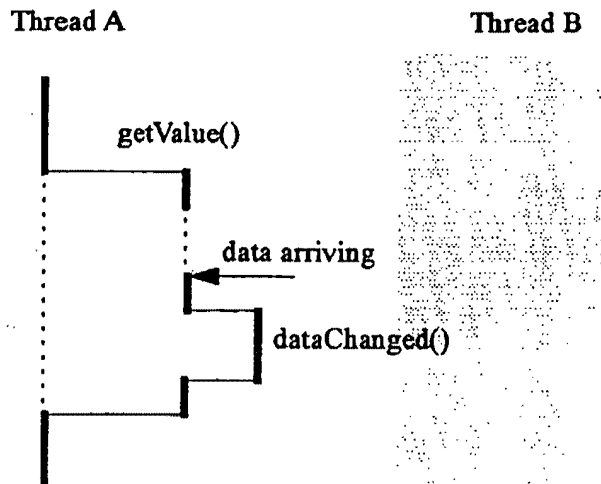 Thread A
Thread B
getValue()
data arriving
dataChanged()